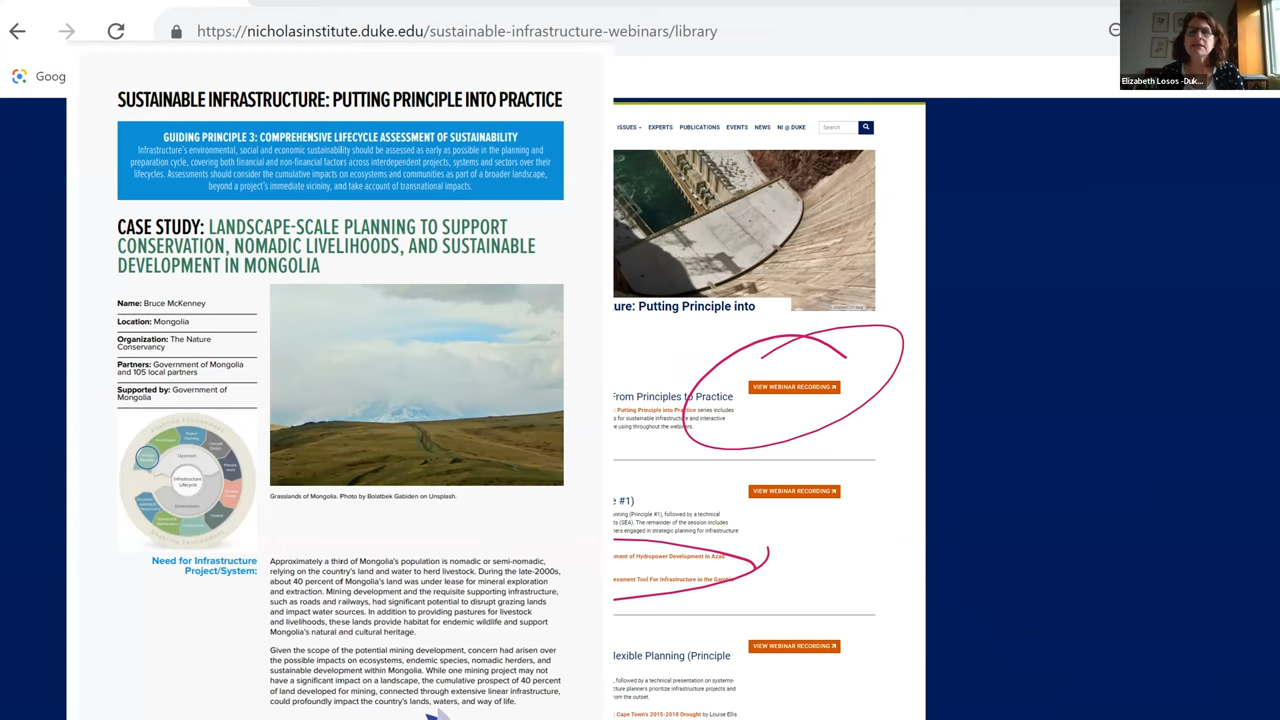 https://nicholasinstitute.duke.edu/sustainable-infrastructure-webinars/library
Goog
Elizabeth Losos -Duk...
SUSTAINABLE INFRASTRUCTURE: PUTTING PRINCIPLE INTO PRACTICE
GUIDING PRINCIPLE 3: COMPREHENSIVE LIFECYCLE ASSESSMENT OF SUSTAINABILITY
Infrastructure's environmental, social and economic sustainability should be assessed as early as possible in the planning and
preparation cycle, covering both financial and non-financial factors across interdependent projects, systems and sectors over their
lifecycles. Assessments should consider the cumulative impacts on ecosystems and communities as part of a broader landscape,
beyond a project's immediate vicinity, and take account of transnational impacts.
CASE STUDY: LANDSCAPE-SCALE PLANNING TO SUPPORT
CONSERVATION, NOMADIC LIVELIHOODS, AND SUSTAINABLE
DEVELOPMENT IN MONGOLIA
Name: Bruce McKenney
Location: Mongolia
Organization: The Nature
Conservancy
Partners: Government of Mongolia
and 105 local partners
Supported by: Government of
Mongolia
Upstream
Infrastructure
Lifecycle
Downstream
Grasslands of Mongolia. Photo by Bolatbek Gabiden on Unsplash.
Need for Infrastructure
Project/System:
Approximately a third of Mongolia's population is nomadic or semi-nomadic,
relying on the country's land and water to herd livestock. During the late-2000s,
about 40 percent of Mongolia's land was under lease for mineral exploration
and extraction. Mining development and the requisite supporting infrastructure,
such as roads and railways, had significant potential to disrupt grazing lands
and impact water sources. In addition to providing pastures for livestock
and livelihoods, these lands provide habitat for endemic wildlife and support
Mongolia's natural and cultural heritage.
Given the scope of the potential mining development, concern had arisen over
the possible impacts on ecosystems, endemic species, nomadic herders, and
sustainable development within Mongolia. While one mining project may not
have a significant impact on a landscape, the cumulative prospect of 40 percent
of land developed for mining, connected through extensive linear infrastructure,
could profoundly impact the country's lands, waters, and way of life.
ISSUES EXPERTS PUBLICATIONS EVENTS NEWS NI @ DUKE Search
ure: Putting Principle into
VIEW WEBINAR RECORDING
From Principles to Practice
: Putting Principle into Practice series includes
s for sustainable infrastructure and interactive
e using throughout the webinars.
VIEW WEBINAR RECORDING
e #1)
nning (Principle #1), followed by a technical
ts (SEA). The remainder of the session includes
ners engaged in strategic planning for infrastructure
ment of Hydropower Development in Azad
essment Tool For Infrastructure in the Gambia
VIEW WEBINAR RECORDING
lexible Planning (Principle
, followed by a technical presentation on systems-
cture planners prioritize infrastructure projects and
from the outset.
: Cape Town's 2015-2018 Drought by Louise Ellis